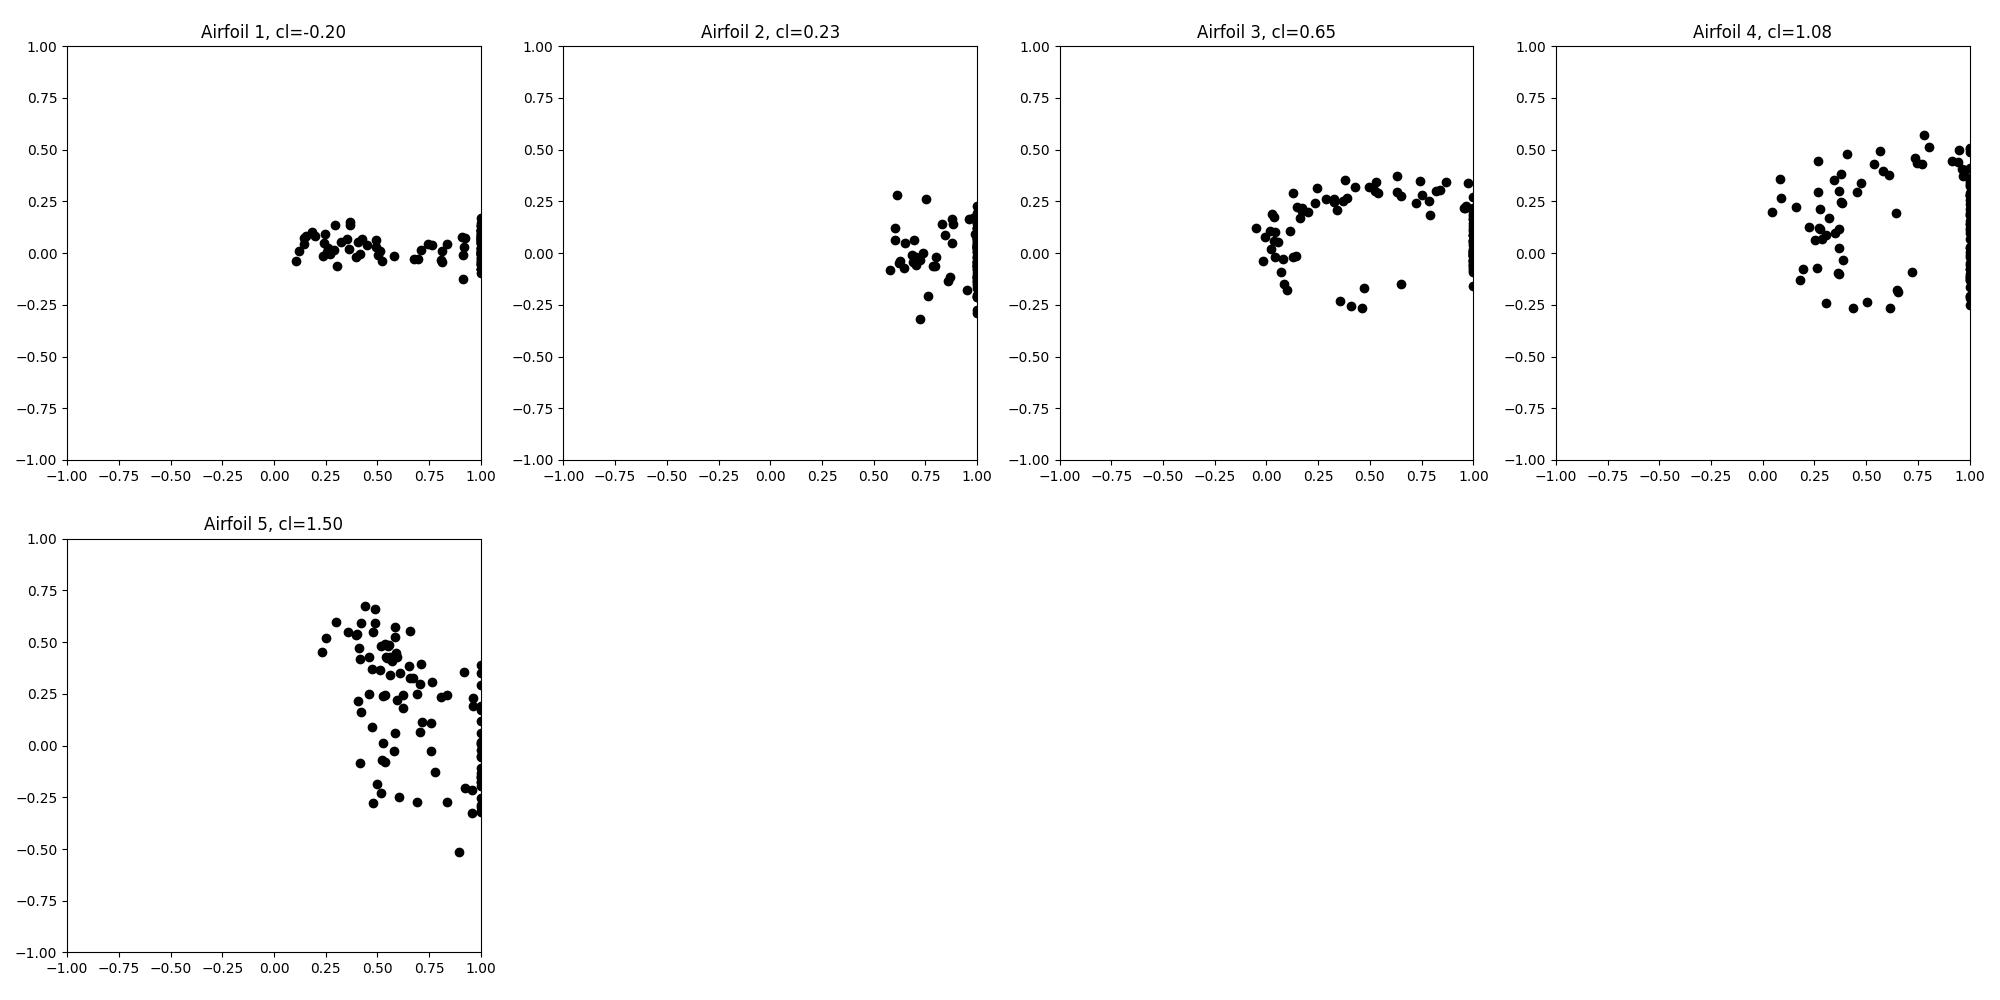 Airfoil 1, cl=-0.20
Airfoil 2, cl=0.23
Airfoil 3, cl=0.65
Airfoil 4, cl=1.08
1.00 1.00 1.00 1.00
0.75 0.75 0.75 0.75
0.50 0.50 0.50 0.50
0.25 0.25 0.25 0.25
0.00 0.00 0.00 0.00
−0.25 −0.25 −0.25 −0.25
−0.50 −0.50 −0.50 −0.50
−0.75 −0.75 −0.75 −0.75
−1.00 −1.00 −1.00 −1.00
−1.00 −0.75 −0.50 −0.25 0.00 0.25 0.50 0.75 1.00
−1.00 −0.75 −0.50 −0.25 0.00 0.25 0.50 0.75 1.00
−1.00 −0.75 −0.50 −0.25 0.00 0.25 0.50 0.75 1.00
−1.00 −0.75 −0.50 −0.25 0.00 0.25 0.50 0.75 1.00
Airfoil 5, cl=1.50
1.00
0.75
0.50
0.25
0.00
−0.25
−0.50
−0.75
−1.00
−1.00 −0.75 −0.50 −0.25 0.00 0.25 0.50 0.75 1.00